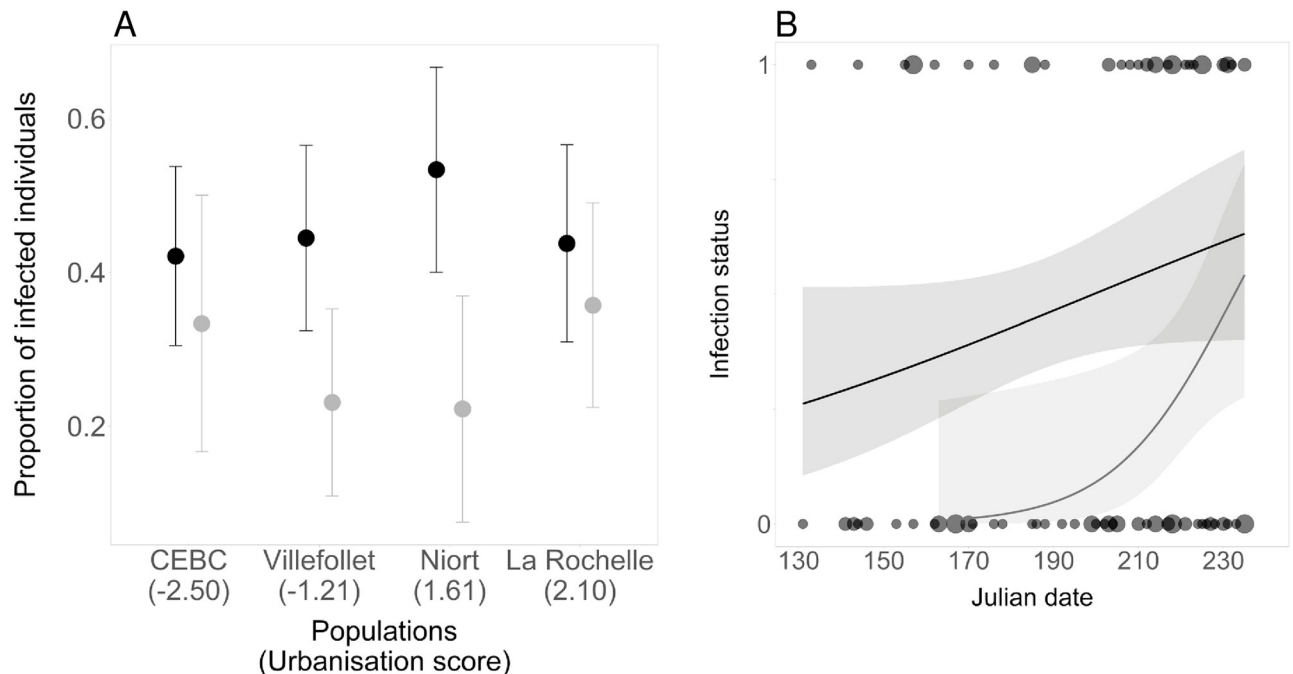 A
Proportion of infected individuals
0.6
0.4
0.2
CEBC Villefollet Niort La Rochelle
(-2.50) (-1.21) (1.61) (2.10)
Populations
(Urbanisation score)
B
Infection status
1
0
130 150 170 190 210 230
Julian date